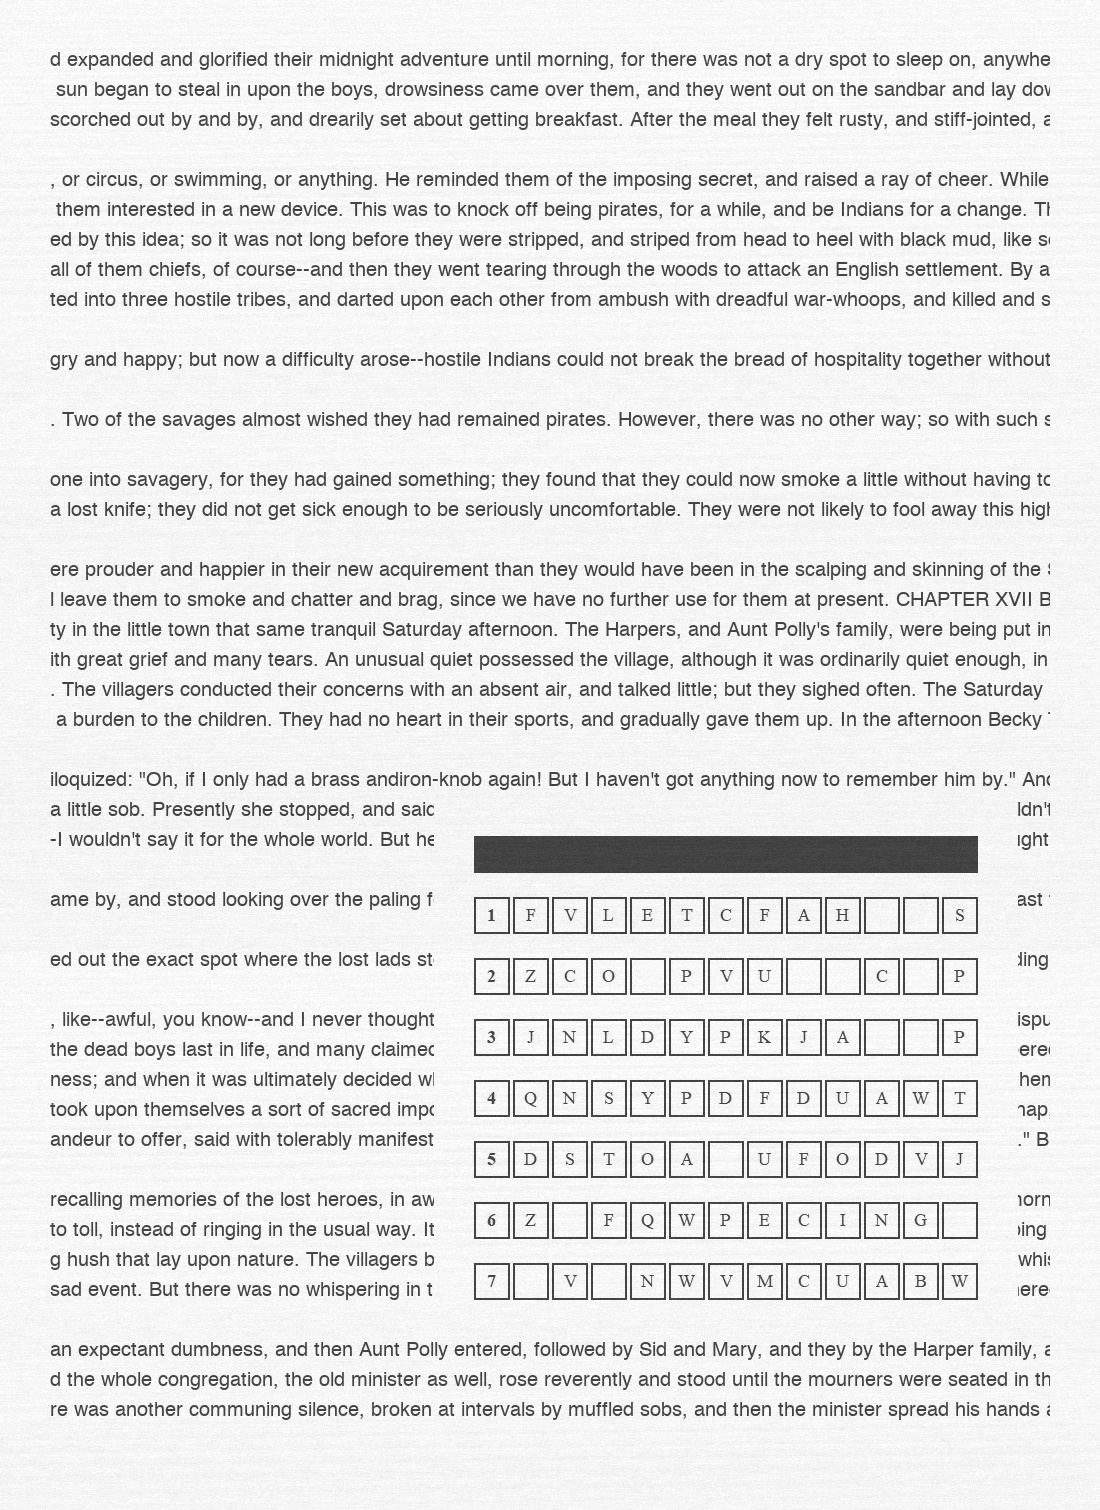 d expanded and glorified their midnight adventure until morning, for there was not a dry spot to sleep on, anywhe
sun began to steal in upon the boys, drowsiness came over them, and they went out on the sandbar and lay dow
scorched out by and by, and drearily set about getting breakfast. After the meal they felt rusty, and stiff-jointed, a
, or circus, or swimming, or anything. He reminded them of the imposing secret, and raised a ray of cheer. While
them interested in a new device. This was to knock off being pirates, for a while, and be Indians for a change. Th
ed by this idea; so it was not long before they were stripped, and striped from head to heel with black mud, like so
all of them chiefs, of course--and then they went tearing through the woods to attack an English settlement. By a
ted into three hostile tribes, and darted upon each other from ambush with dreadful war-whoops, and killed and s
gry and happy; but now a difficulty arose--hostile Indians could not break the bread of hospitality together without
. Two of the savages almost wished they had remained pirates. However, there was no other way; so with such s
one into savagery, for they had gained something; they found that they could now smoke a little without having to
a lost knife; they did not get sick enough to be seriously uncomfortable. They were not likely to fool away this high
ere prouder and happier in their new acquirement than they would have been in the scalping and skinning of the S
l leave them to smoke and chatter and brag, since we have no further use for them at present. CHAPTER XVII B
ty in the little town that same tranquil Saturday afternoon. The Harpers, and Aunt Polly's family, were being put in
ith great grief and many tears. An unusual quiet possessed the village, although it was ordinarily quiet enough, in
. The villagers conducted their concerns with an absent air, and talked little; but they sighed often. The Saturday
a burden to the children. They had no heart in their sports, and gradually gave them up. In the afternoon Becky T
iloquized: "Oh, if I only had a brass andiron-knob again! But I haven't got anything now to remember him by." And
a little sob. Presently she stopped, and said ldn't
-I wouldn't say it for the whole world. But he ught
ame by, and stood looking over the paling f ast
ed out the exact spot where the lost lads st ding
, like--awful, you know--and I never thought ispu
the dead boys last in life, and many claimed ere
ness; and when it was ultimately decided w hem
took upon themselves a sort of sacred impo hap,
andeur to offer, said with tolerably manifest ." B
recalling memories of the lost heroes, in aw morn
to toll, instead of ringing in the usual way. It ping
g hush that lay upon nature. The villagers b whis
sad event. But there was no whispering in t here
1 F V L E T C F A H S
2 Z C O P V U C P
3 J N L D Y P K J A P
4 Q N S Y P D F D U A W T
5 D S T O A U F O D V J
6 Z F Q W P E C I N G
7 V N W V M C U A B W
an expectant dumbness, and then Aunt Polly entered, followed by Sid and Mary, and they by the Harper family, a
d the whole congregation, the old minister as well, rose reverently and stood until the mourners were seated in th
re was another communing silence, broken at intervals by muffled sobs, and then the minister spread his hands a